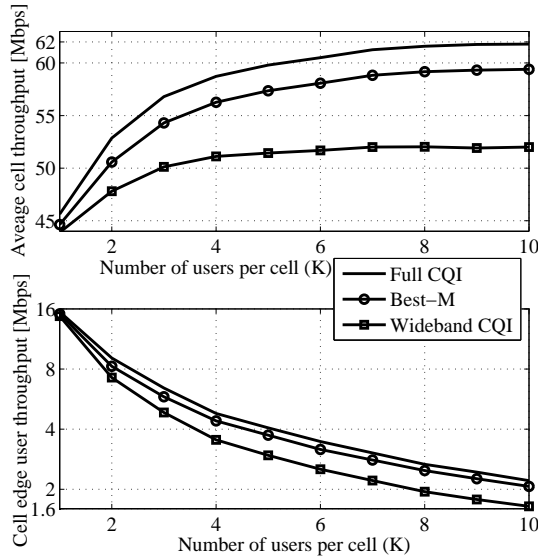 Aveage cell throughput [Mbps]
62
60
55
50
45
2
4
6
8
10
Number of users per cell (K)
Full CQI
Best−M
Wideband CQI
Cell edge user throughput [Mbps]
16
8
4
2
1.6
2
4
6
8
10
Number of users per cell (K)